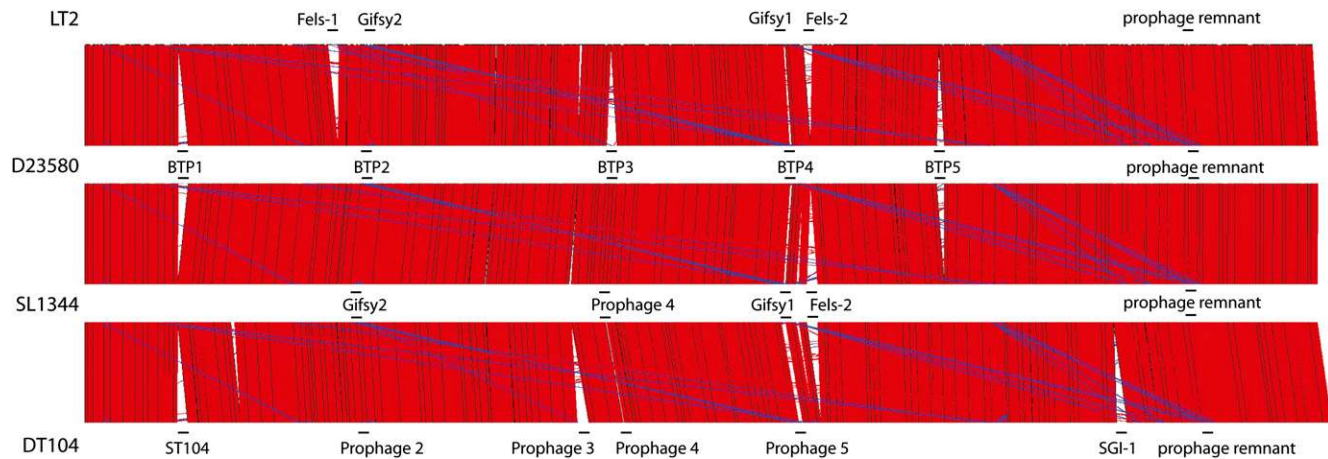 LT2 Fels-1 Gifsy2 Gifsy1 Fels-2 prophage remnant
D23580 BTP1 BTP2 BTP3 BTP4 BTP5 prophage remnant
SL1344 Gifsy2 Prophage 4 Gifsy1 Fels-2 prophage remnant
DT104 ST104 Prophage 2 Prophage 3 Prophage 4 Prophage 5 SGI-1 prophage remnant